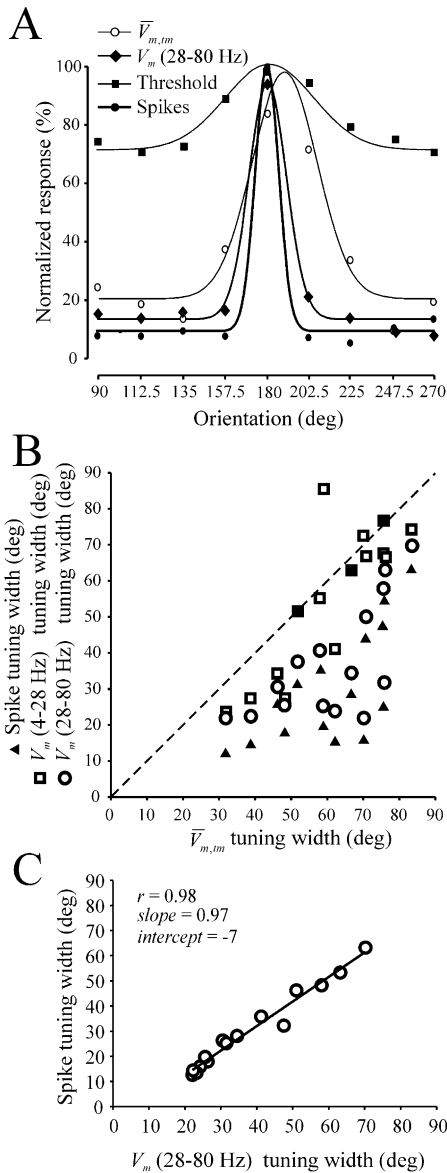 A
V̅m,tm
Vm (28-80 Hz)
Threshold
Spikes
Normalized response (%)
100
80
60
40
20
0
90 112.5 135 157.5 180 202.5 225 247.5 270
Orientation (deg)
B
▲ Spike tuning width (deg)
Vm (4-28 Hz) tuning width (deg)
Vm (28-80 Hz) tuning width (deg)
90
80
70
60
50
40
30
20
10
0
0 10 20 30 40 50 60 70 80 90
V̅m,tm tuning width (deg)
C
r = 0.98
slope = 0.97
intercept = -7
Spike tuning width (deg)
90
80
70
60
50
40
30
20
10
0
0 10 20 30 40 50 60 70 80 90
Vm (28-80 Hz) tuning width (deg)